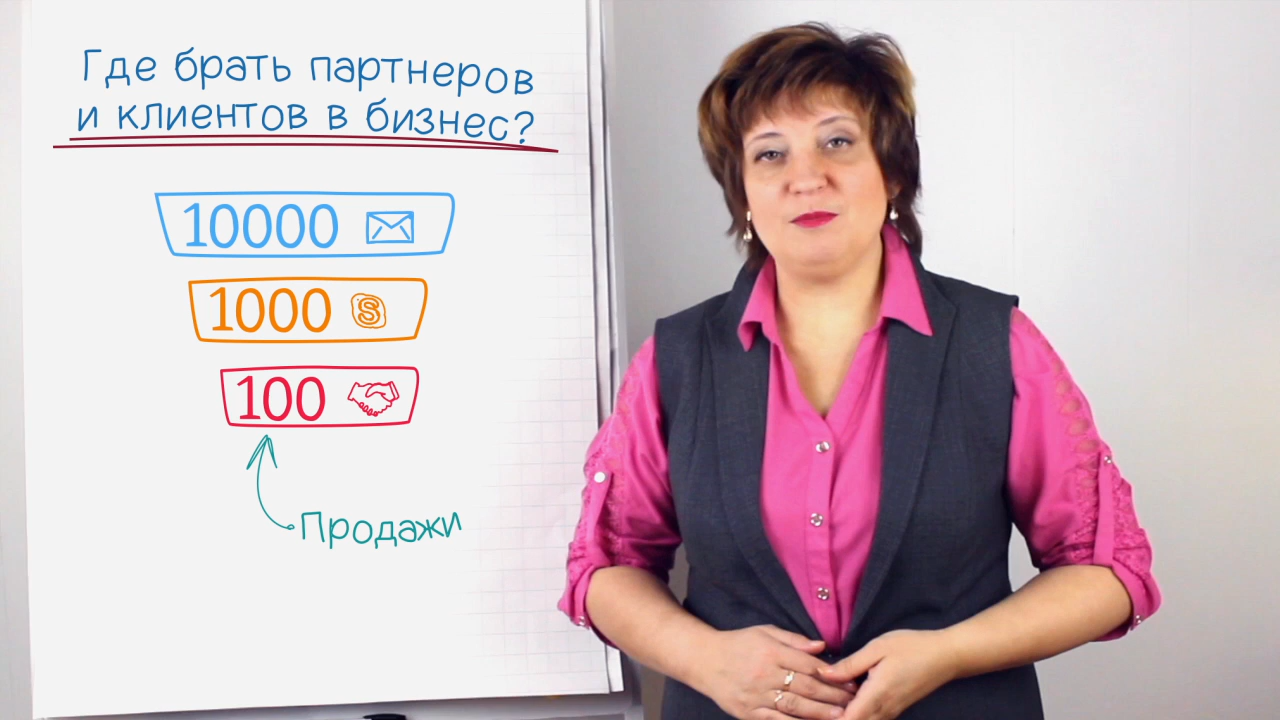 Где брать партнеров
и клиентов в бизнес?
10000
1000 S
100
Продажи